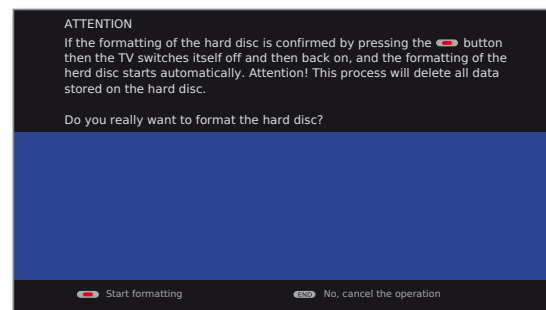 ATTENTION
If the formatting of the hard disc is confirmed by pressing the button
then the TV switches itself off and then back on, and the formatting of the
herd disc starts automatically. Attention! This process will delete all data
stored on the hard disc.
Do you really want to format the hard disc?
Start formatting
END No, cancel the operation